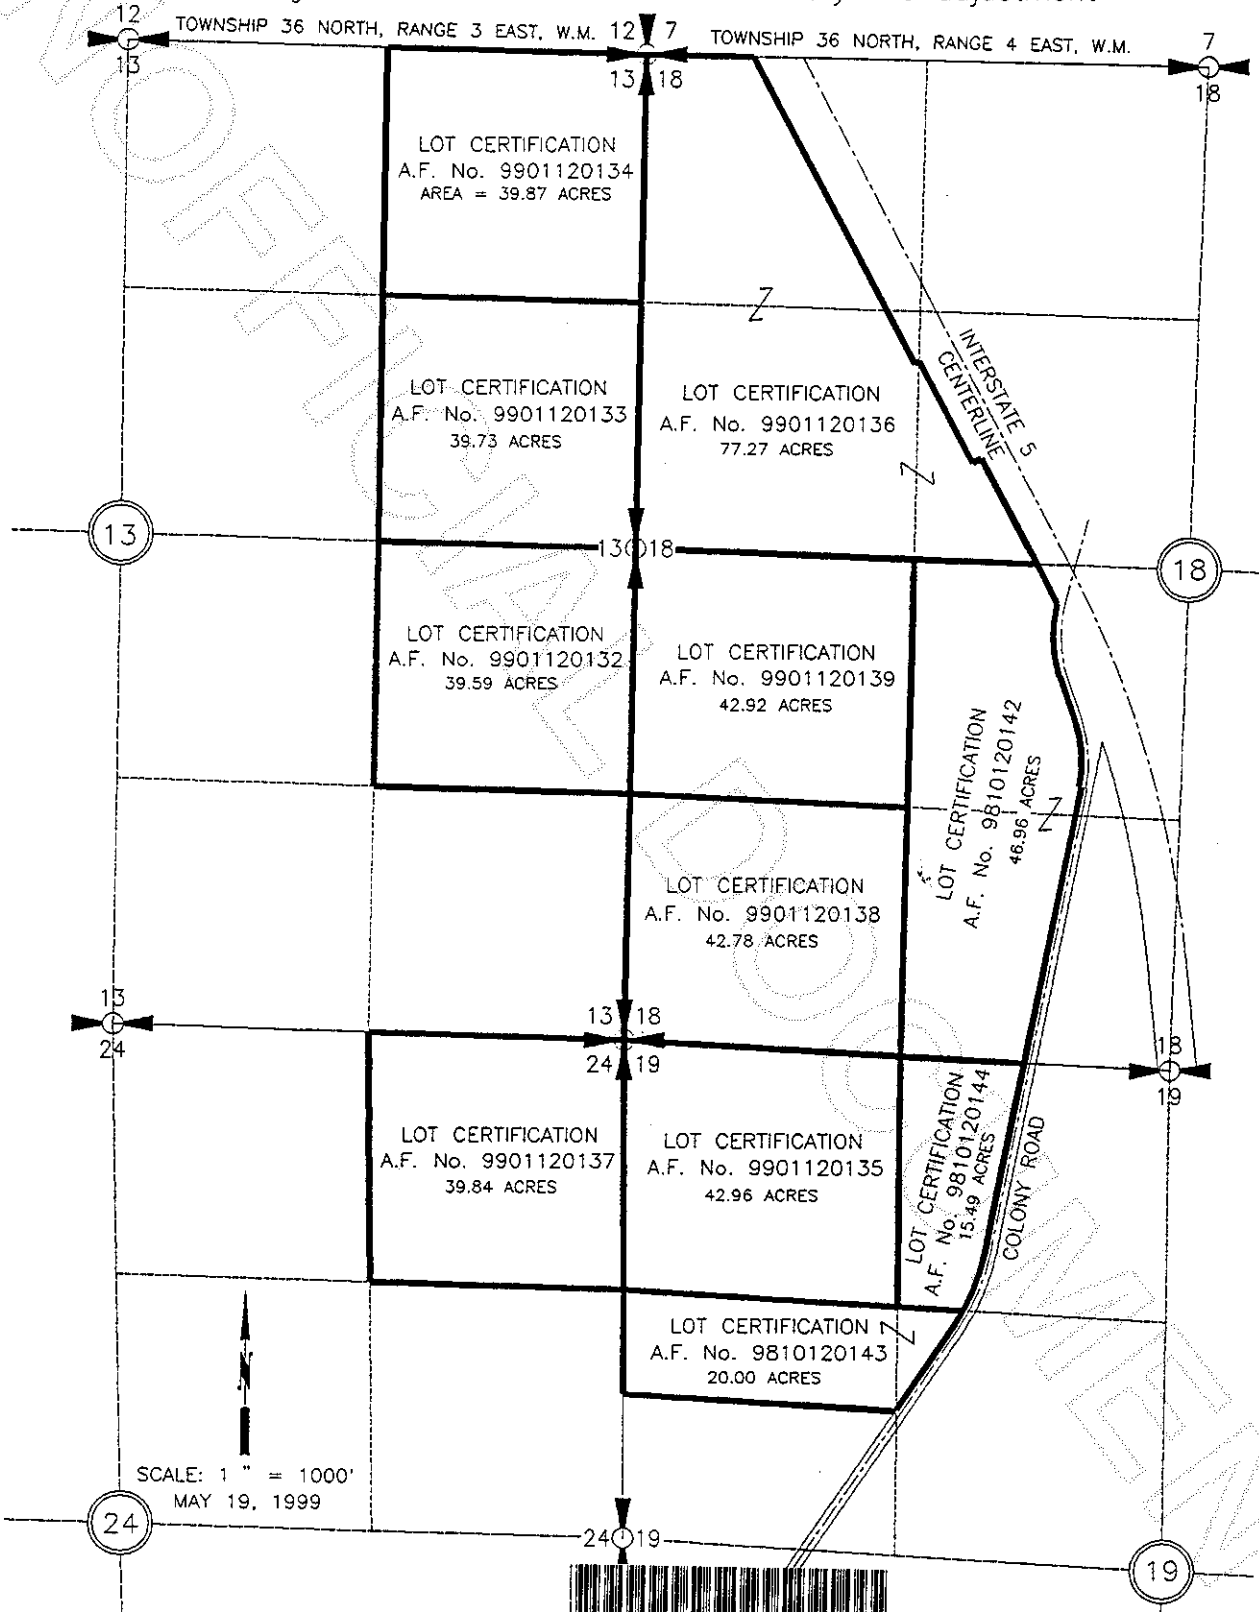 TOWNSHIP 36 NORTH, RANGE 3 EAST, W.M.
TOWNSHIP 36 NORTH, RANGE 4 EAST, W.M.
12
13
12 7
13 18
7
18
LOT CERTIFICATION
A.F. No. 9901120134
AREA = 39.87 ACRES
LOT CERTIFICATION
A.F. No. 9901120133
39.73 ACRES
LOT CERTIFICATION
A.F. No. 9901120136
77.27 ACRES
INTERSTATE 5
CENTERLINE
13
13 18
18
LOT CERTIFICATION
A.F. No. 9901120132
39.59 ACRES
LOT CERTIFICATION
A.F. No. 9901120139
42.92 ACRES
LOT CERTIFICATION
A.F. No. 9810120142
46.96 ACRES
LOT CERTIFICATION
A.F. No. 9901120138
42.78 ACRES
13
24
13 18
24 19
18
19
LOT CERTIFICATION
A.F. No. 9901120137
39.84 ACRES
LOT CERTIFICATION
A.F. No. 9901120135
42.96 ACRES
LOT CERTIFICATION
A.F. No. 9810120144
15.49 ACRES
COLONY ROAD
LOT CERTIFICATION
A.F. No. 9810120143
20.00 ACRES
N
SCALE: 1 " = 1000'
MAY 19, 1999
24
24 19
19
UNOFFICIAL DOCUMENT